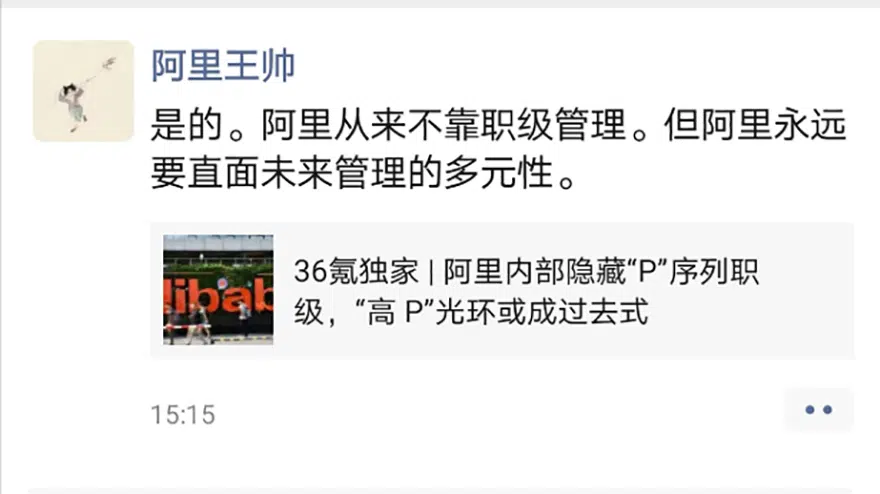 阿里王帅
是的。阿里从来不靠职级管理。但阿里永远
要直面未来管理的多元性。
libab
36氪独家 | 阿里内部隐藏“P”序列职
级，“高 P”光环或成过去式
15:15